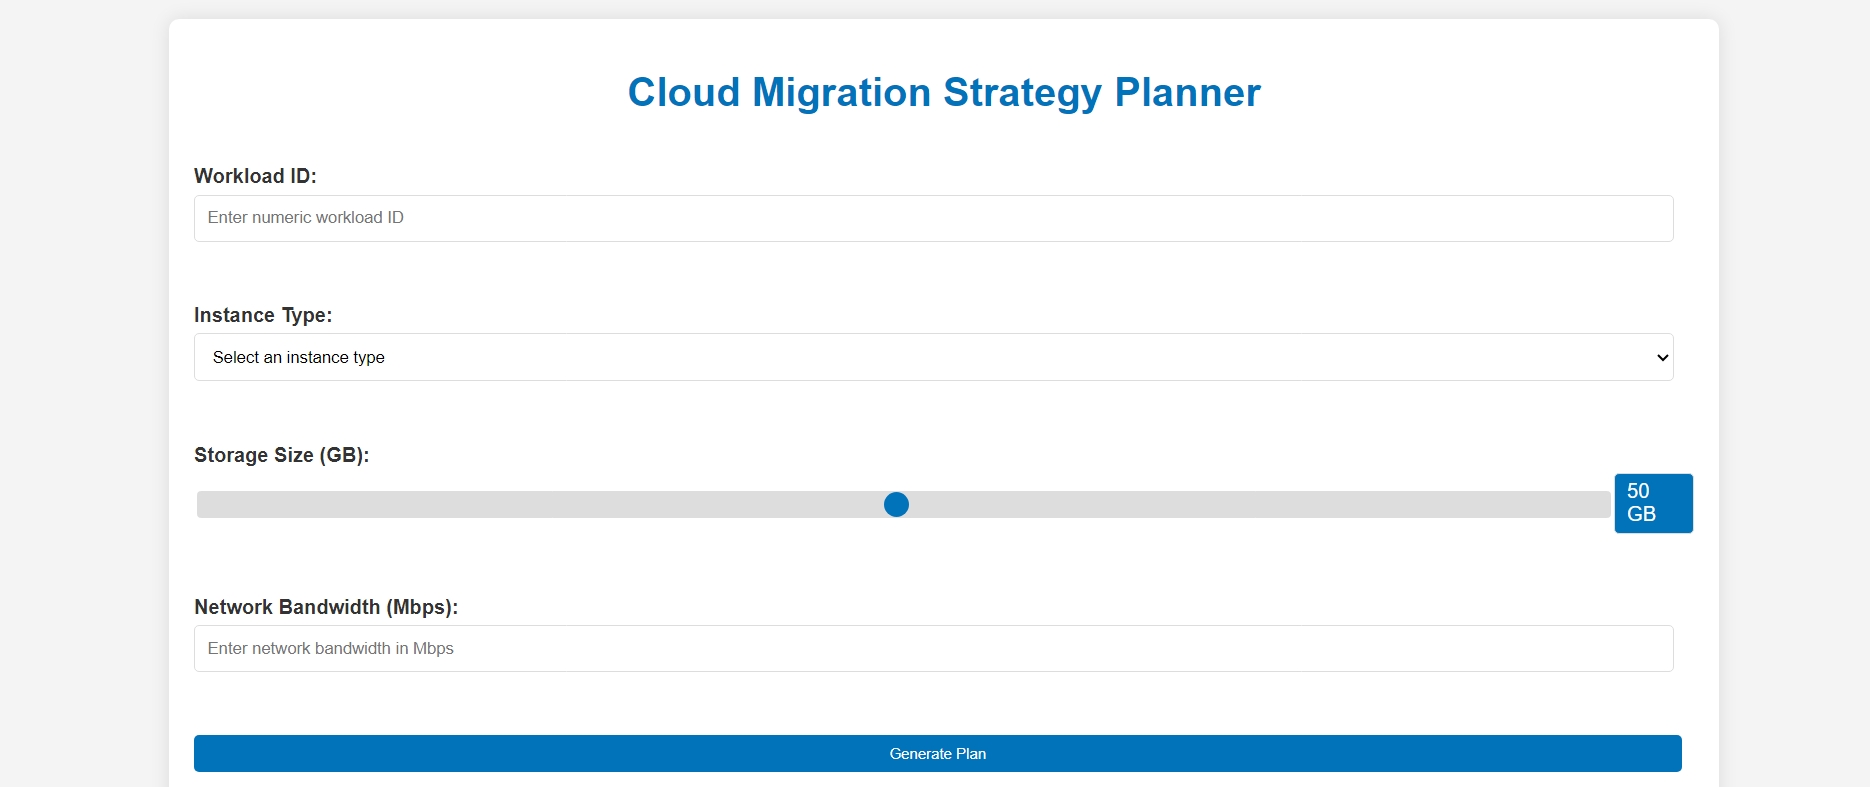 Cloud Migration Strategy Planner
Workload ID:
Enter numeric workload ID
Instance Type:
Select an instance type
Storage Size (GB):
50
GB
Network Bandwidth (Mbps):
Enter network bandwidth in Mbps
Generate Plan